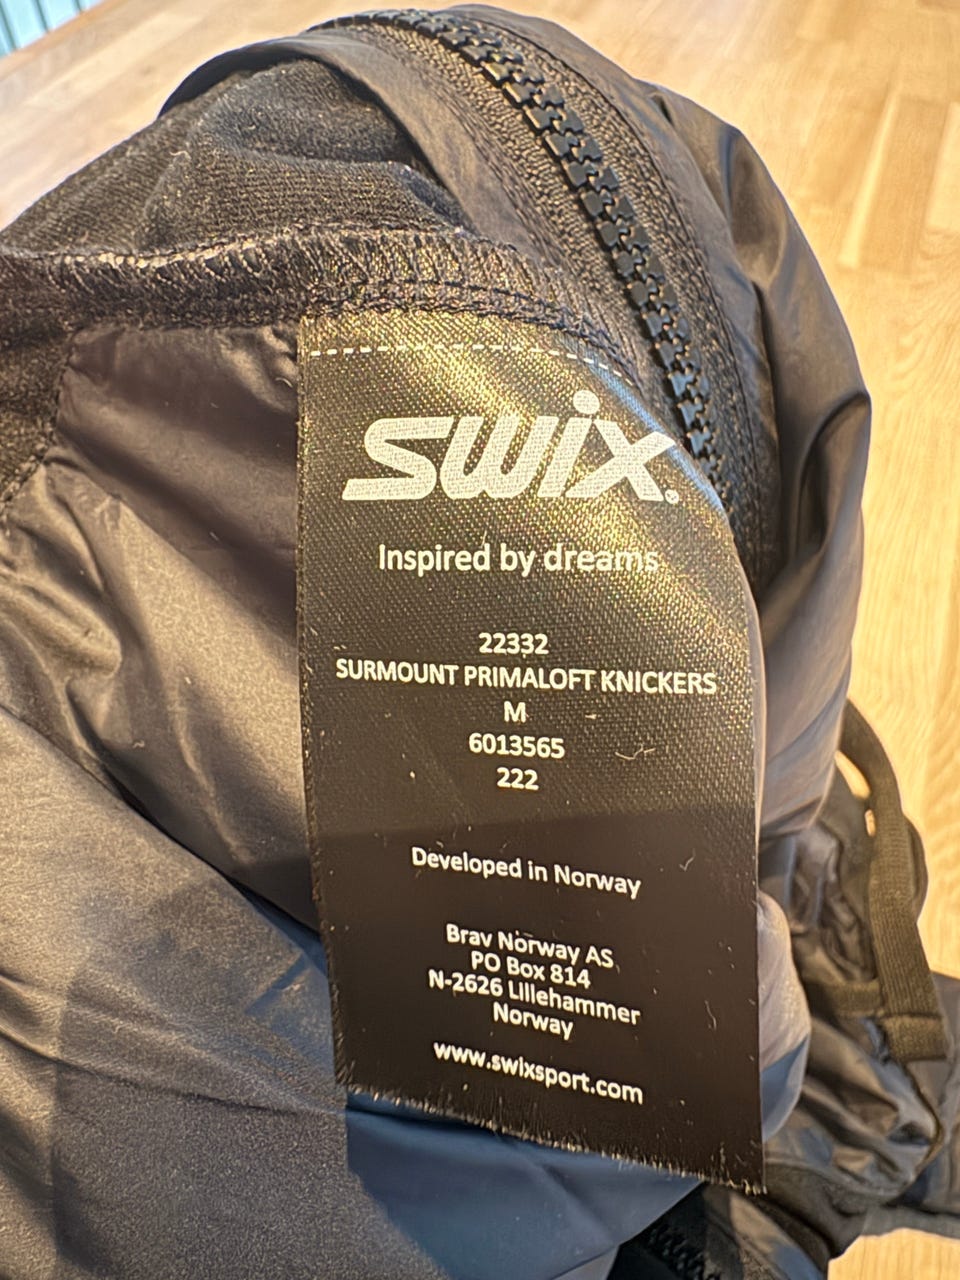 swix
Inspired by dreams
22332
SURMOUNT PRIMALOFT KNICKERS
M
6013565
222
Developed in Norway
Brav Norway AS
PO Box 814
N-2626 Lillehammer
Norway
www.swixsport.com